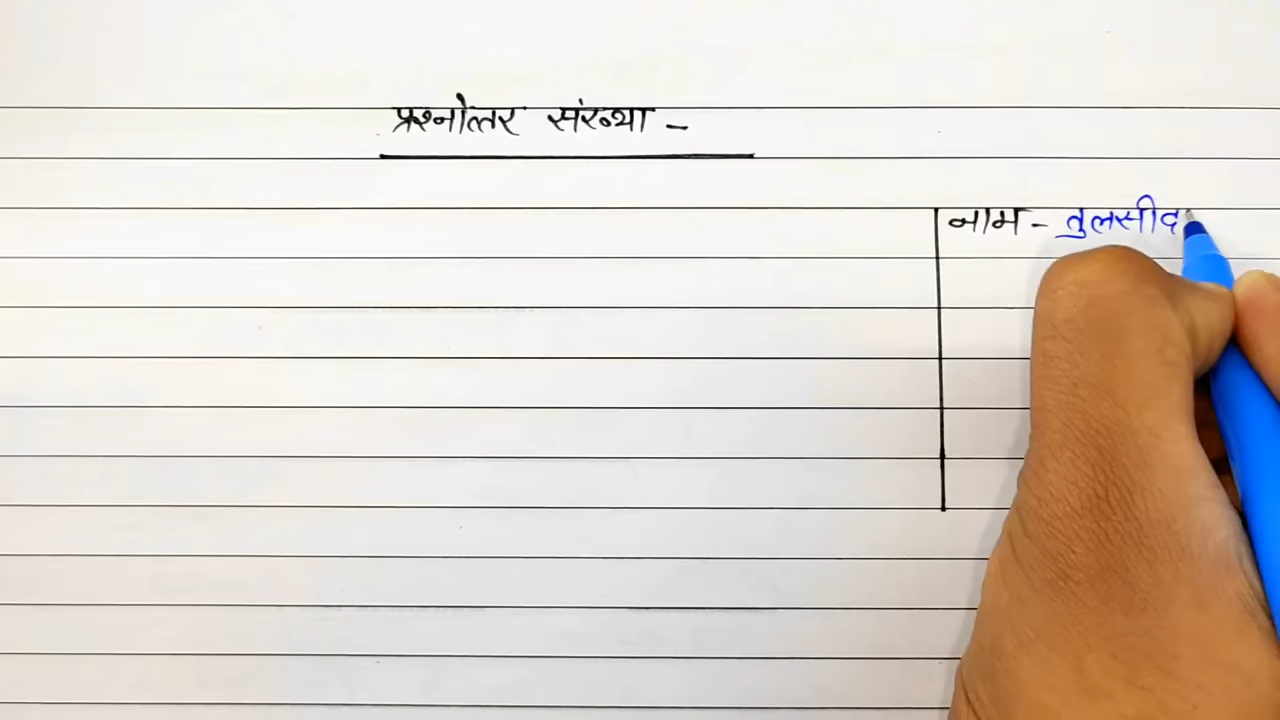 प्रश्नोत्तर संख्या -
नाम - तुलसीद